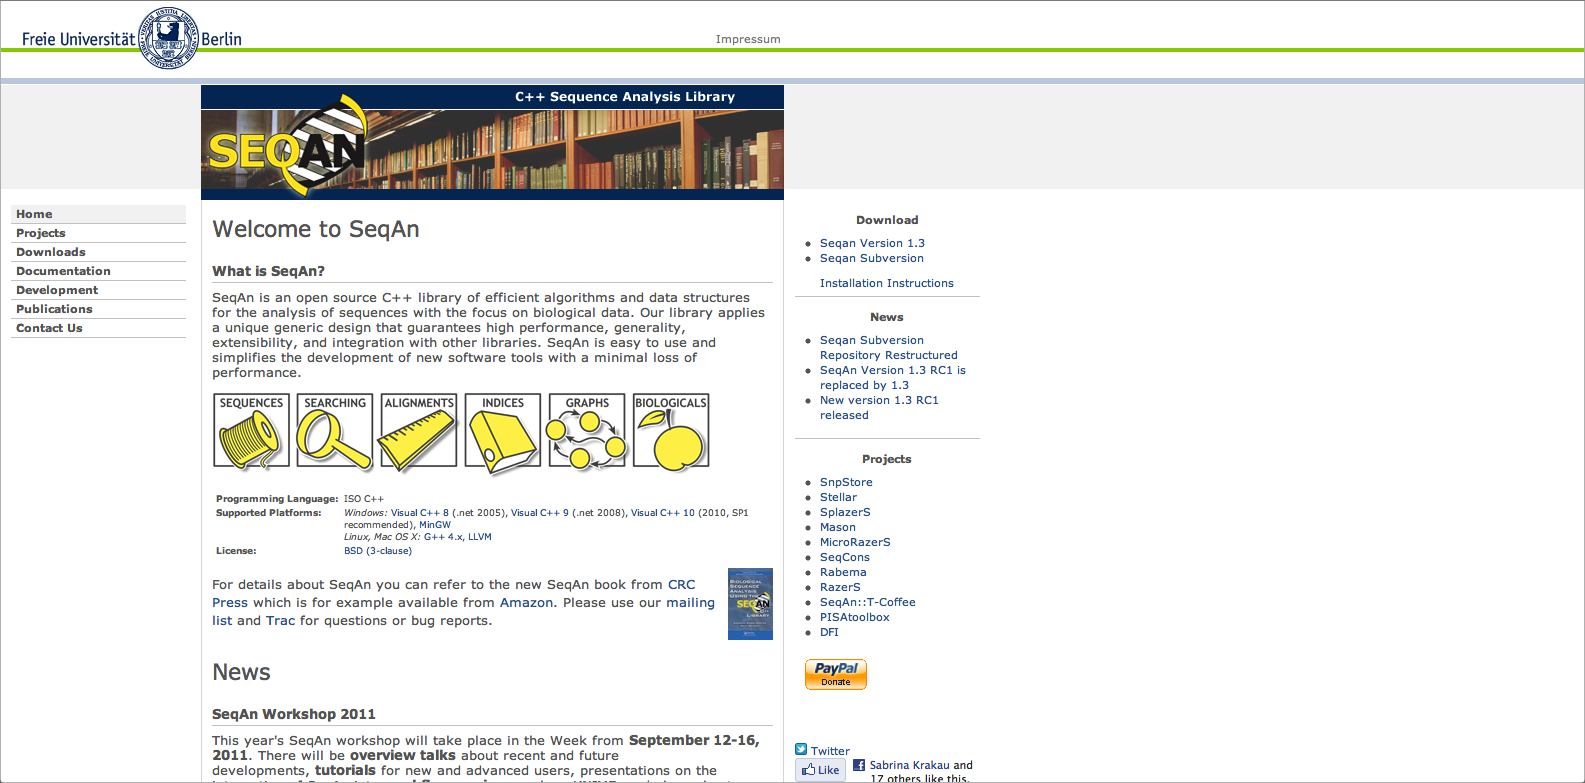 Freie Universität Berlin
Impressum
C++ Sequence Analysis Library
SEQAN
Home
Projects
Downloads
Documentation
Development
Publications
Contact Us
Welcome to SeqAn
What is SeqAn?
SeqAn is an open source C++ library of efficient algorithms and data structures
for the analysis of sequences with the focus on biological data. Our library applies
a unique generic design that guarantees high performance, generality,
extensibility, and integration with other libraries. SeqAn is easy to use and
simplifies the development of new software tools with a minimal loss of
performance.
SEQUENCES SEARCHING ALIGNMENTS INDICES GRAPHS BIOLOGICALS
Programming Language: ISO C++
Supported Platforms: Windows: Visual C++ 8 (.net 2005), Visual C++ 9 (.net 2008), Visual C++ 10 (2010, SP1
recommended), MinGW
Linux, Mac OS X: G++ 4.x, LLVM
License: BSD (3-clause)
For details about SeqAn you can refer to the new SeqAn book from CRC
Press which is for example available from Amazon. Please use our mailing
list and Trac for questions or bug reports.
BIOLOGICAL
SEQUENCE
ANALYSIS
USING THE
SEQAN
LIBRARY
News
SeqAn Workshop 2011
This year's SeqAn workshop will take place in the Week from September 12-16,
2011. There will be overview talks about recent and future
developments, tutorials for new and advanced users, presentations on the
Download
Seqan Version 1.3
Seqan Subversion
Installation Instructions
News
Seqan Subversion
Repository Restructured
SeqAn Version 1.3 RC1 is
replaced by 1.3
New version 1.3 RC1
released
Projects
SnpStore
Stellar
SplazerS
Mason
MicroRazerS
SeqCons
Rabema
RazerS
SeqAn::T-Coffee
PISAtoolbox
DFI
PayPal
Donate
Twitter
Like
Sabrina Krakau and
17 others like this.